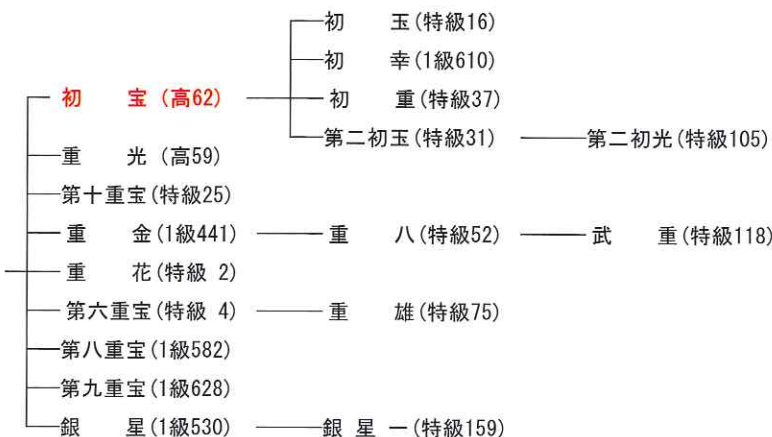 初　玉(特級16)
初　幸(1級610)
初　宝(高62)　初　重(特級37)
第二初玉(特級31)　第二初光(特級105)
重　光(高59)
第十重宝(特級25)
重　金(1級441)　重　八(特級52)　武　重(特級118)
重　花(特級 2)
第六重宝(特級 4)　重　雄(特級75)
第八重宝(1級582)
第九重宝(1級628)
銀　星(1級530)　銀 星 一(特級159)